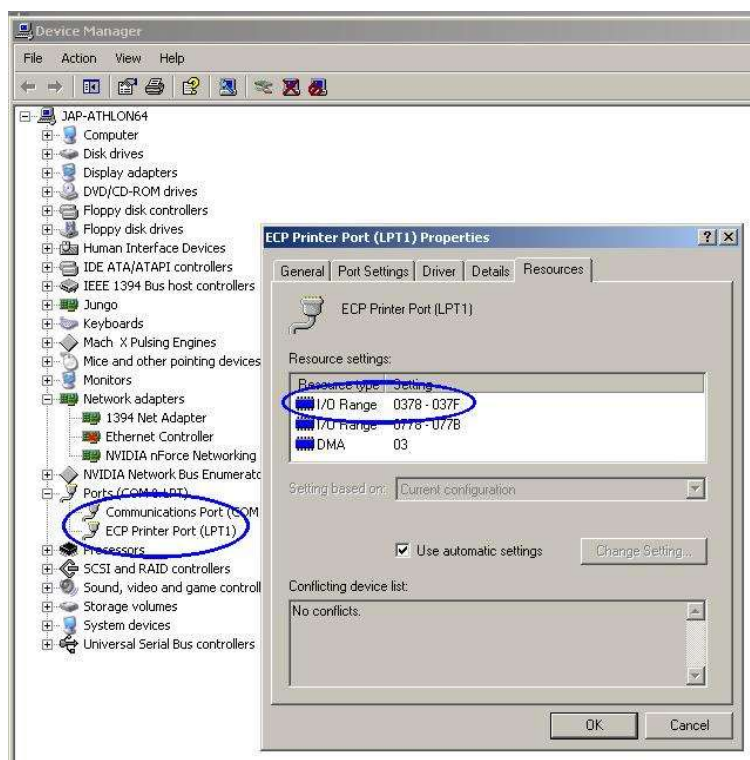 Device Manager
File Action View Help
JAP-ATHLON64
Computer
Disk drives
Display adapters
DVD/CD-ROM drives
Floppy disk controllers
Floppy disk drives
Human Interface Devices
IDE ATA/ATAPI controllers
IEEE 1394 Bus host controllers
Jungo
Keyboards
Mach X Pulsing Engines
Mice and other pointing devices
Monitors
Network adapters
1394 Net Adapter
Ethernet Controller
NVIDIA nForce Networking
NVIDIA Network Bus Enumerato
Ports (COM & LPT)
Communications Port (COM
ECP Printer Port (LPT1)
Processors
SCSI and RAID controllers
Sound, video and game controll
Storage volumes
System devices
Universal Serial Bus controllers
ECP Printer Port (LPT1) Properties
General Port Settings Driver Details Resources
ECP Printer Port (LPT1)
Resource settings:
Resource type Setting
I/O Range 0378 - 037F
I/O Range 0778 - 077B
DMA 03
Setting based on: Current configuration
Use automatic settings Change Setting...
Conflicting device list:
No conflicts.
OK Cancel